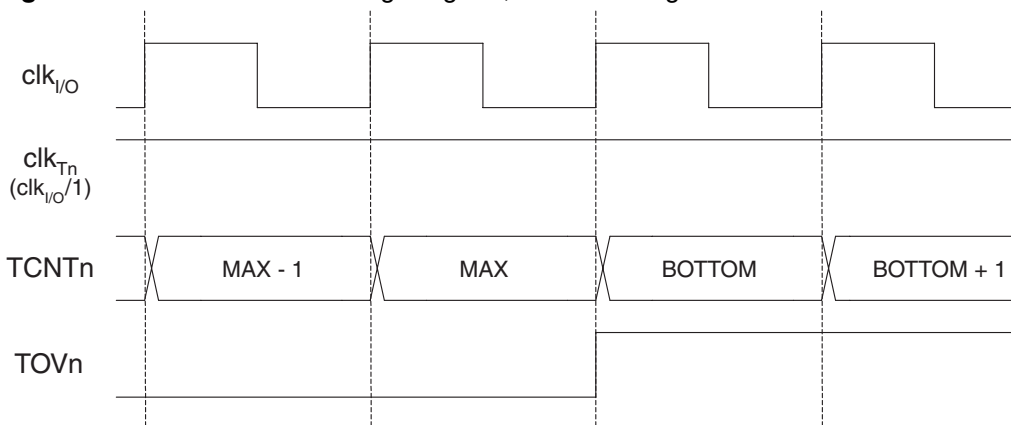 clkI/O
clkTn
(clkI/O/1)
TCNTn
MAX - 1
MAX
BOTTOM
BOTTOM + 1
TOVn